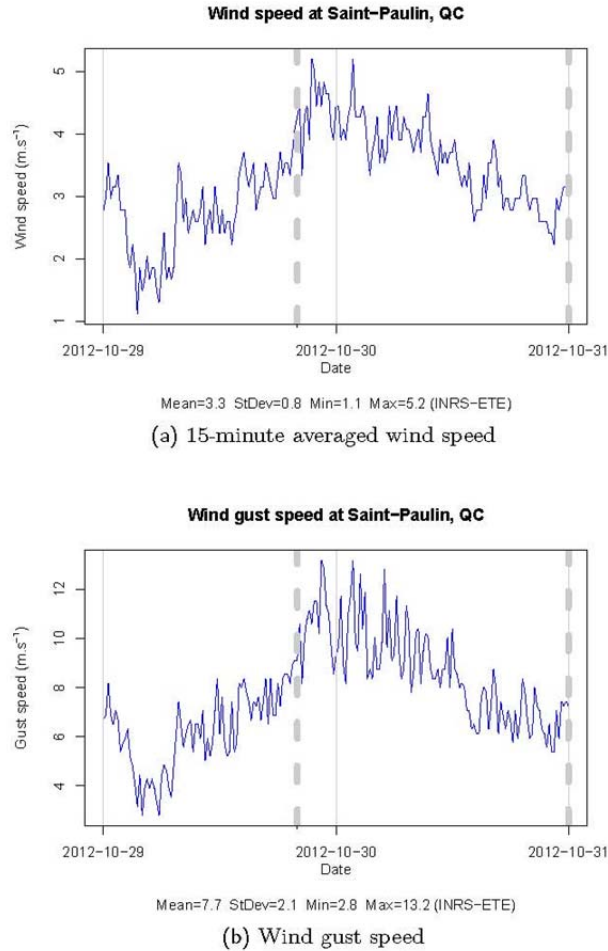 Wind speed at Saint−Paulin, QC
Wind speed (m.s⁻¹)
5
4
3
2
1
2012−10−29 2012−10−30 2012−10−31
Date
Mean=3.3 StDev=0.8 Min=1.1 Max=5.2 (INRS−ETE)
(a) 15-minute averaged wind speed
Wind gust speed at Saint−Paulin, QC
Gust speed (m.s⁻¹)
12
10
8
6
4
2012−10−29 2012−10−30 2012−10−31
Date
Mean=7.7 StDev=2.1 Min=2.8 Max=13.2 (INRS−ETE)
(b) Wind gust speed